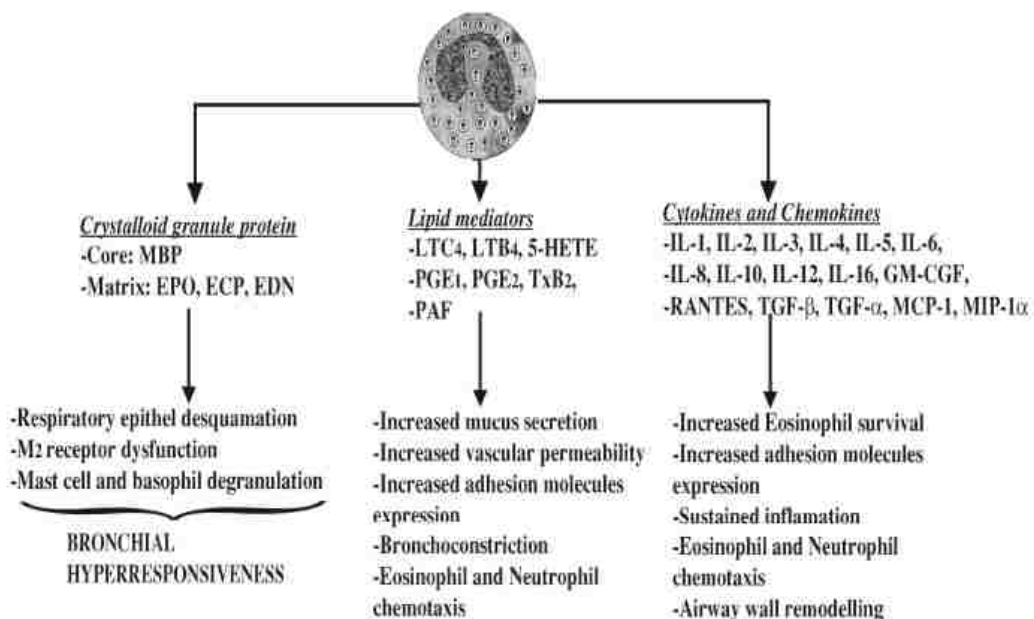 Crystalloid granule protein
-Core: MBP
-Matrix: EPO, ECP, EDN
-Respiratory epithel desquamation
-M2 receptor dysfunction
-Mast cell and basophil degranulation
BRONCHIAL
HYPERRESPONSIVENESS
Lipid mediators
-LTC4, LTB4, 5-HETE
-PGE1, PGE2, TxB2,
-PAF
-Increased mucus secretion
-Increased vascular permeability
-Increased adhesion molecules
expression
-Bronchoconstriction
-Eosinophil and Neutrophil
chemotaxis
Cytokines and Chemokines
-IL-1, IL-2, IL-3, IL-4, IL-5, IL-6,
-IL-8, IL-10, IL-12, IL-16, GM-CGF,
-RANTES, TGF-β, TGF-α, MCP-1, MIP-1α
-Increased Eosinophil survival
-Increased adhesion molecules
expression
-Sustained inflamation
-Eosinophil and Neutrophil
chemotaxis
-Airway wall remodelling